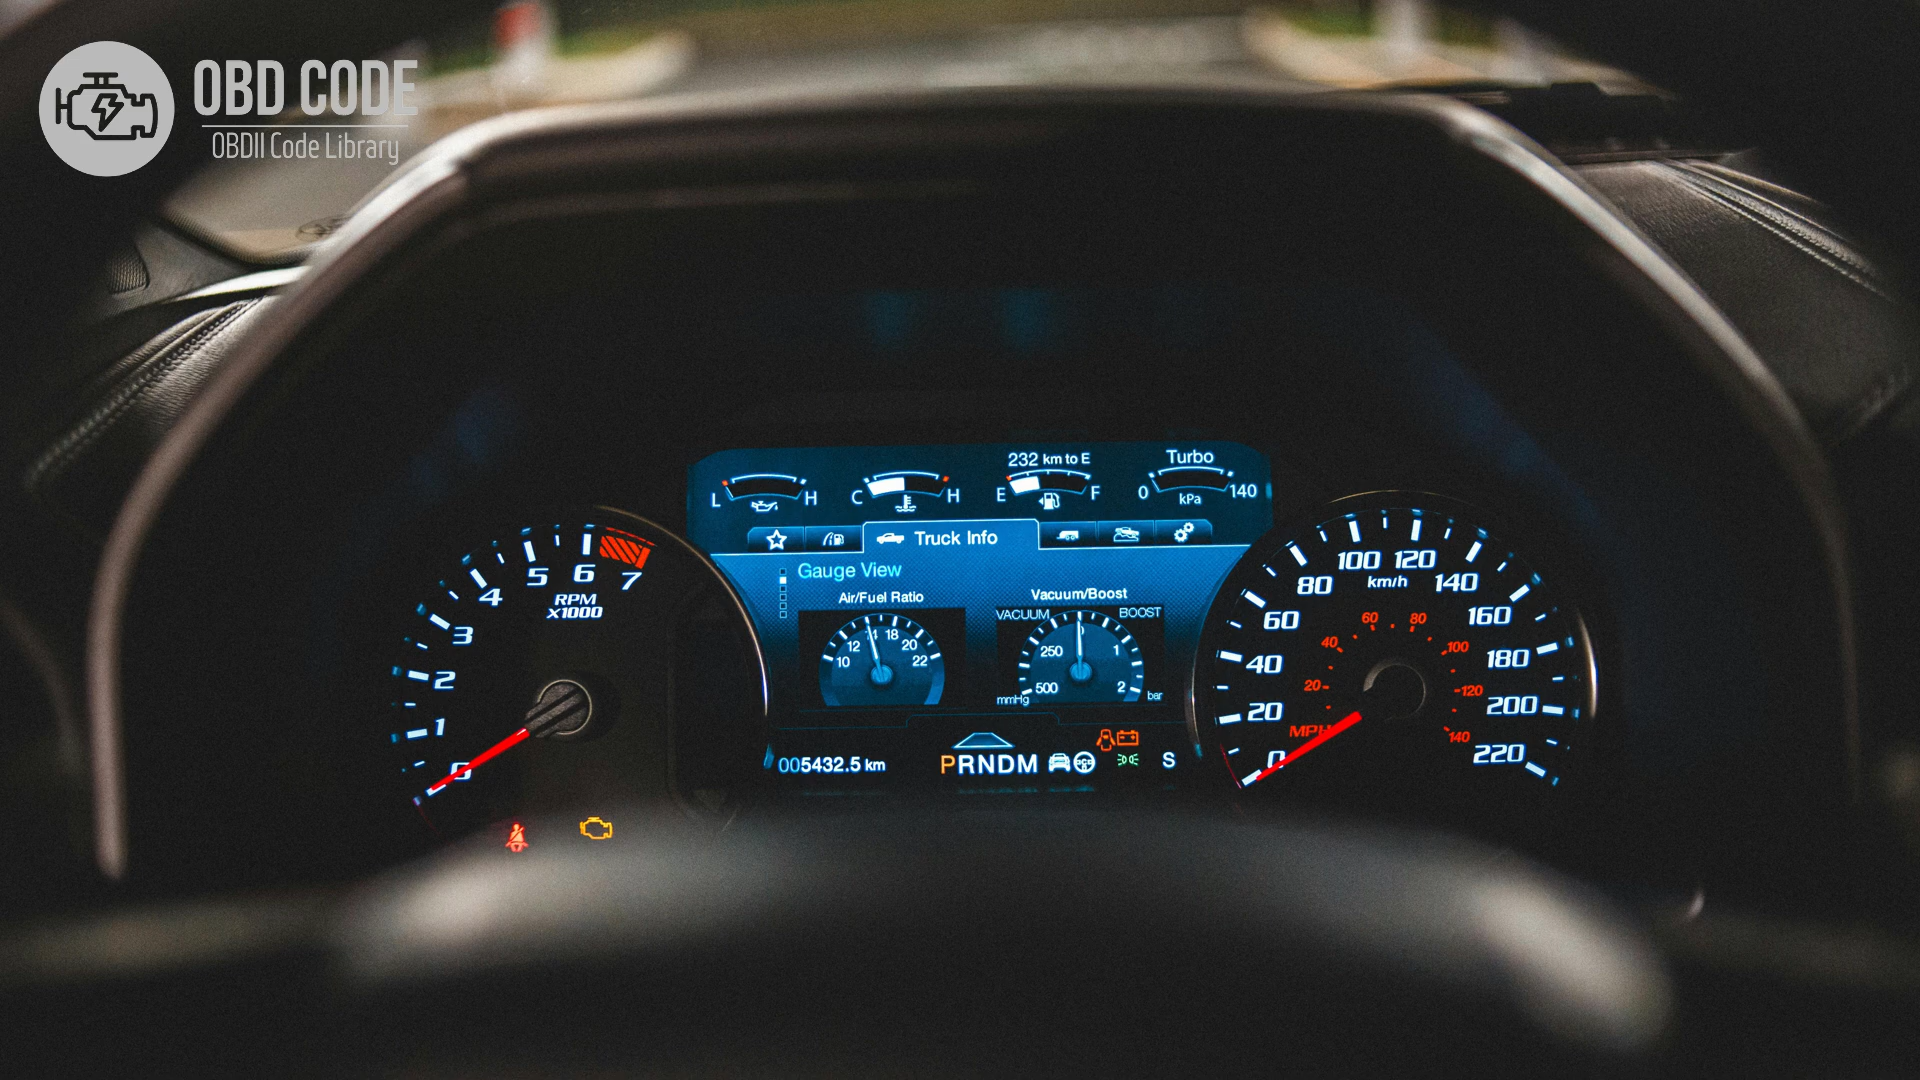 OBD CODE
OBDII Code Library
232 km to E
Turbo
L H
C H
E F
0 140
kPa
Truck Info
Gauge View
Air/Fuel Ratio
Vacuum/Boost
VACUUM BOOST
10 12 14 18 20 22
500 250 0 1 2
mmHg
bar
0 1 2 3 4 5 6 7
RPM
X1000
0 20 40 60 80 100 120 140 160 180 200 220
km/h
20 40 60 80 100 120 140
MPH
005432.5 km
PRNDM
S